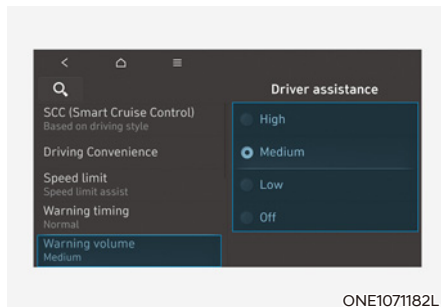 Driver assistance
SCC (Smart Cruise Control)
Based on driving style
Driving Convenience
Speed limit
Speed limit assist
Warning timing
Normal
Warning volume
Medium
High
Medium
Low
Off
ONE1071182L